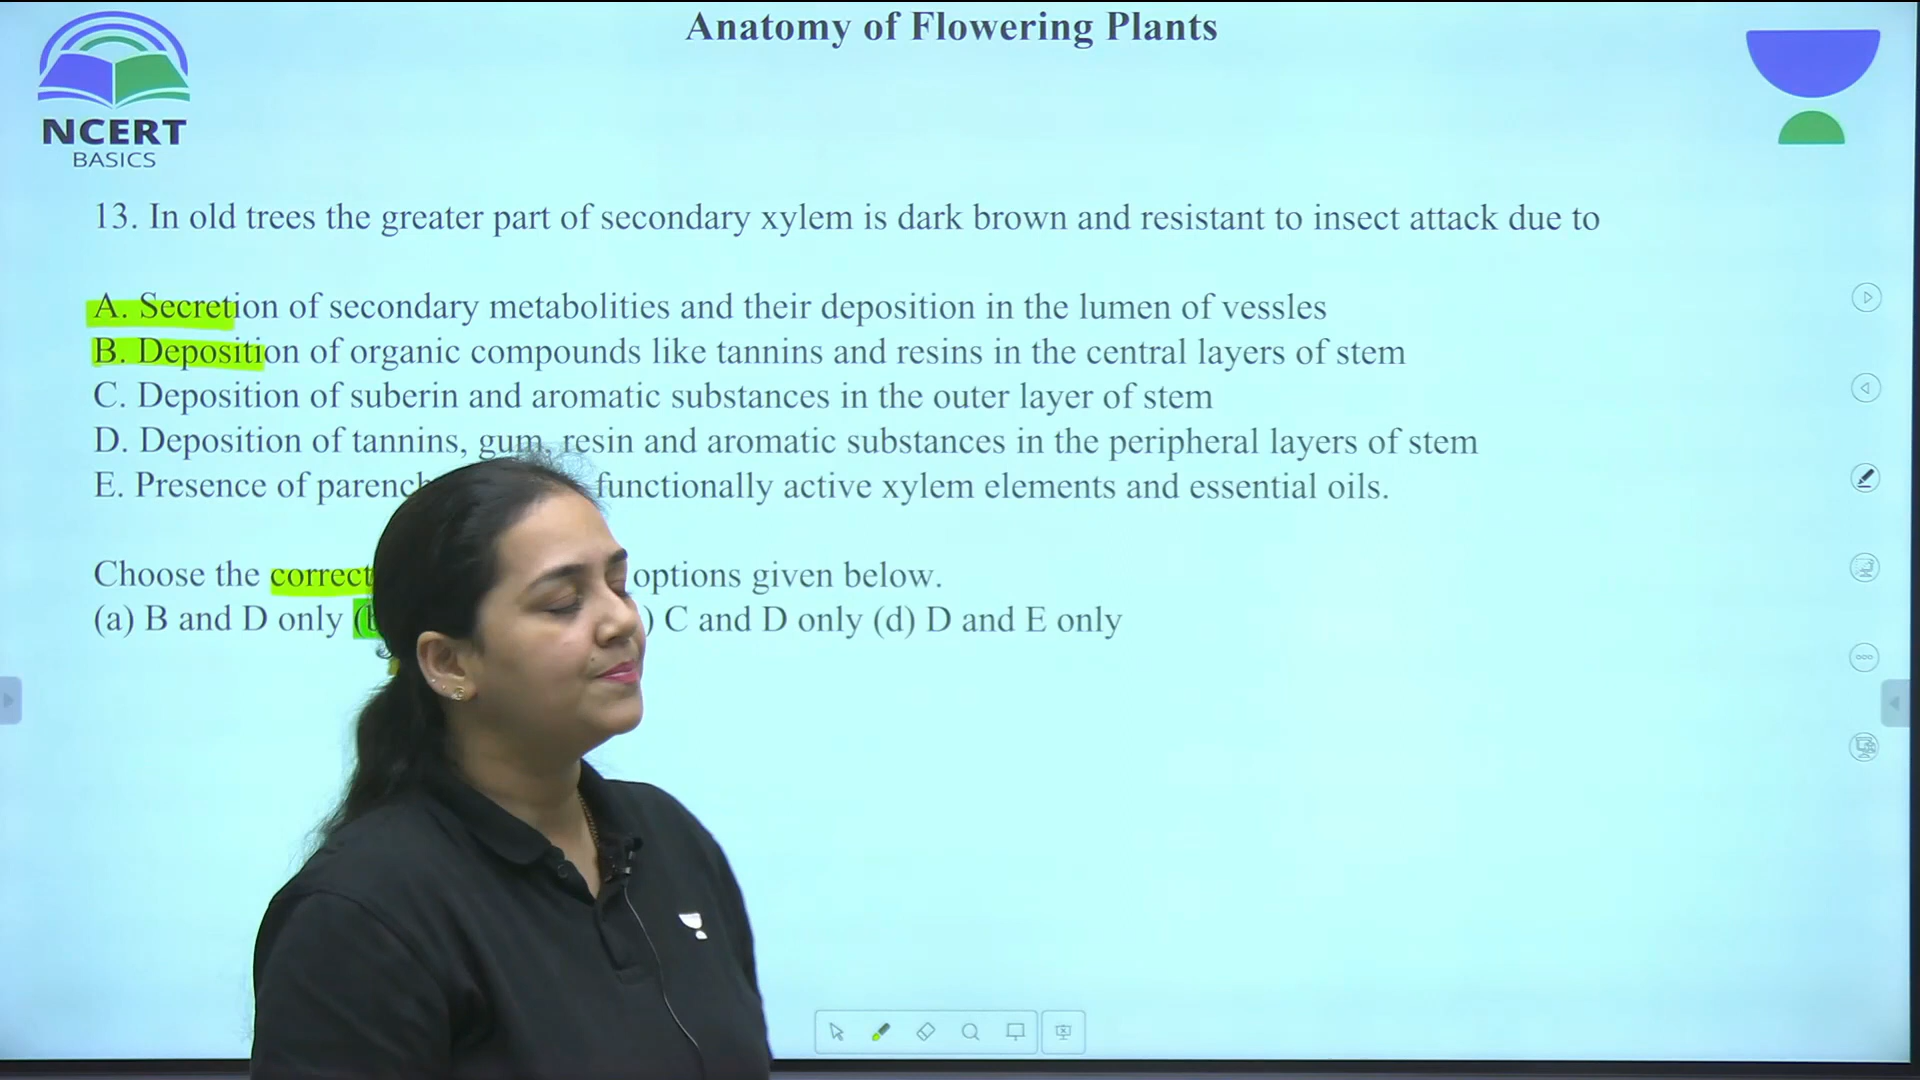 Anatomy of Flowering Plants
NCERT
BASICS
13. In old trees the greater part of secondary xylem is dark brown and resistant to insect attack due to
A. Secretion of secondary metabolities and their deposition in the lumen of vessles
B. Deposition of organic compounds like tannins and resins in the central layers of stem
C. Deposition of suberin and aromatic substances in the outer layer of stem
D. Deposition of tannins, gum, resin and aromatic substances in the peripheral layers of stem
E. Presence of functionally active xylem elements and essential oils.
Choose the correct options given below.
(a) B and D only ) C and D only (d) D and E only